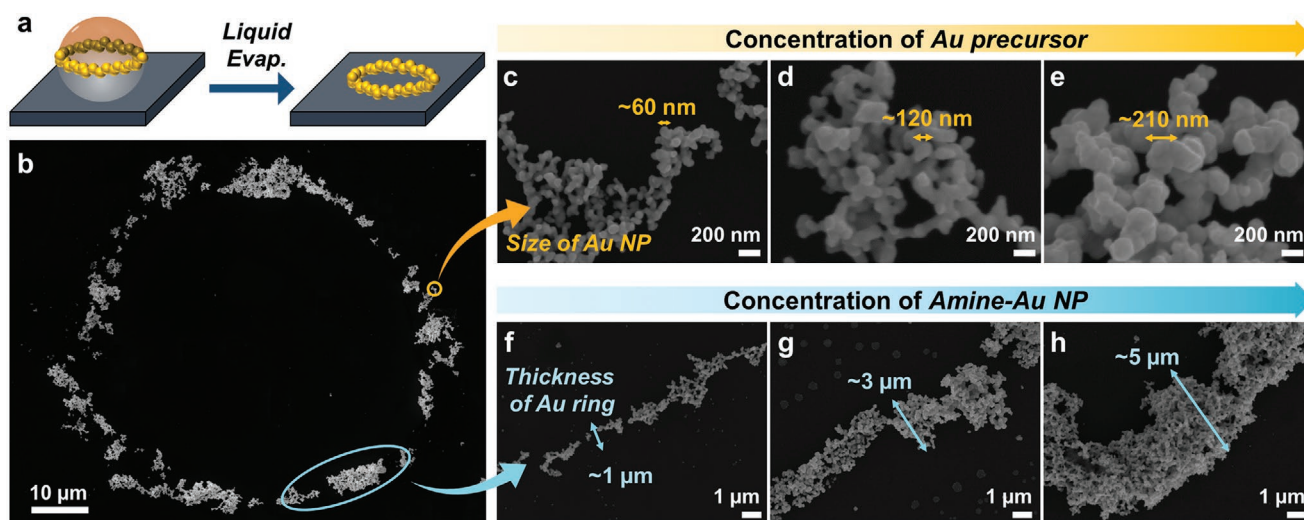 a
Liquid
Evap.
b
10 µm
Concentration of Au precursor
c
~60 nm
Size of Au NP
200 nm
d
~120 nm
200 nm
e
~210 nm
200 nm
Concentration of Amine-Au NP
f
Thickness
of Au ring
~1 µm
1 µm
g
~3 µm
1 µm
h
~5 µm
1 µm